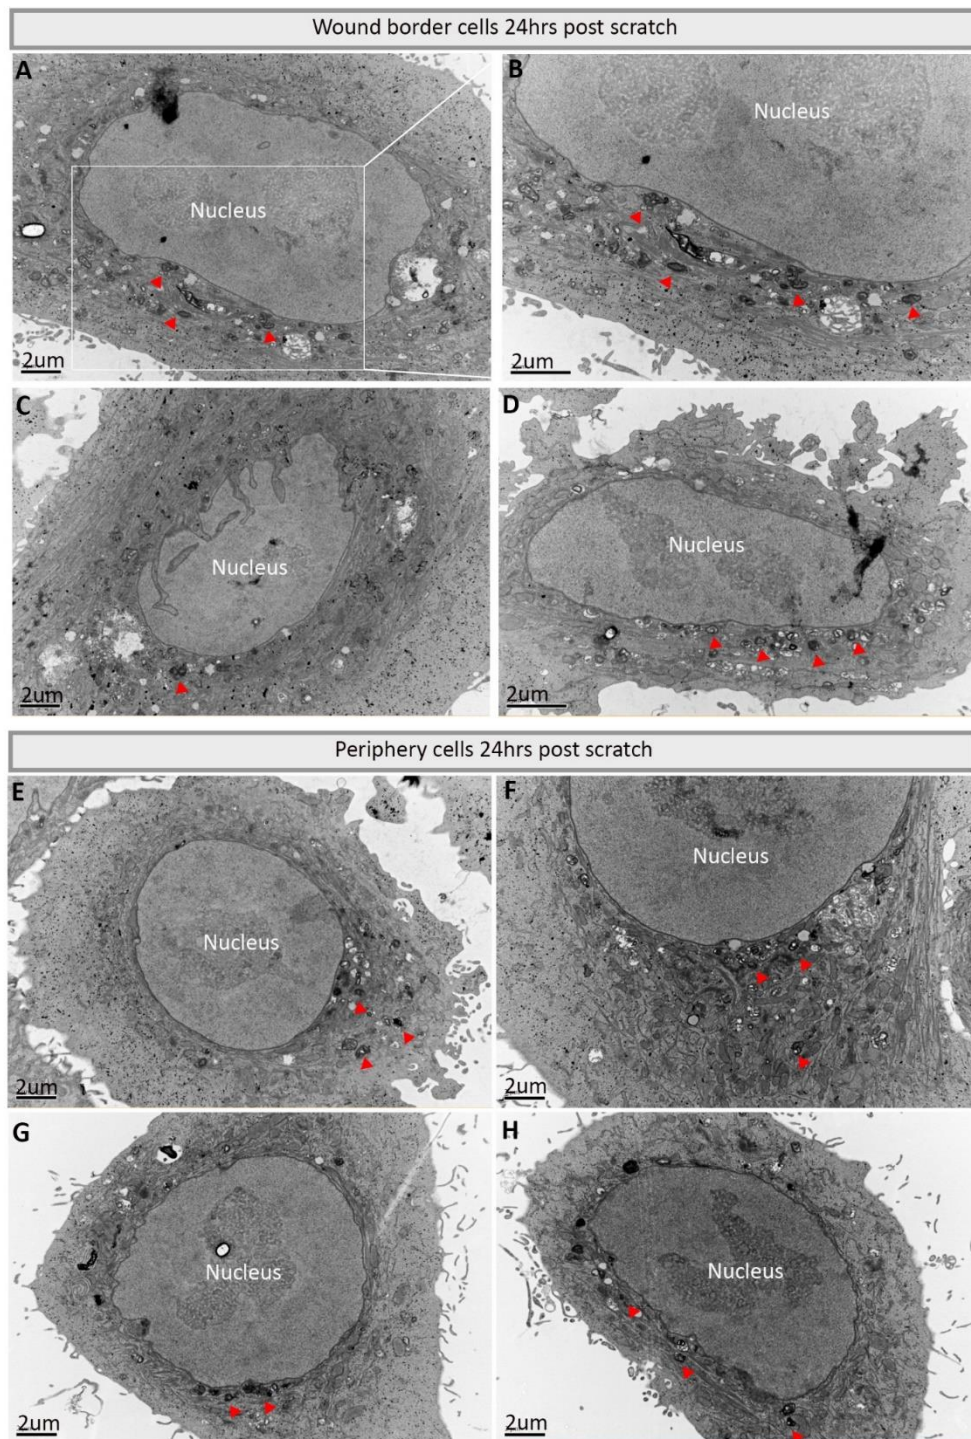 Wound border cells 24hrs post scratch
A
B
Nucleus
Nucleus
2um
2um
C
D
Nucleus
Nucleus
2um
2um
Periphery cells 24hrs post scratch
E
F
Nucleus
Nucleus
2um
2um
G
H
Nucleus
Nucleus
2um
2um